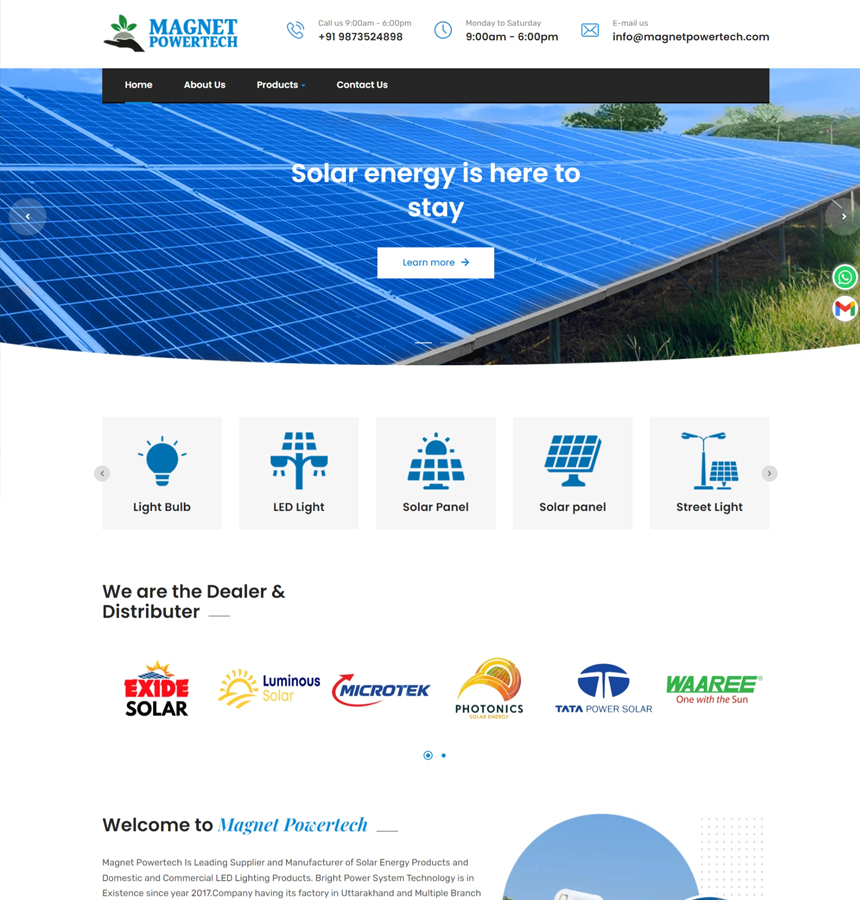 MAGNET
POWERTECH
Call us 9:00am - 6:00pm
+91 9873524898
Monday to Saturday
9:00am - 6:00pm
E-mail us
info@magnetpowertech.com
Home
About Us
Products
Contact Us
Solar energy is here to
stay
Learn more
Light Bulb
LED Light
Solar Panel
Solar panel
Street Light
We are the Dealer &
Distributer
EXIDE
SOLAR
Luminous
Solar
MICROTEK
PHOTONICS
SOLAR ENERGY
TATA POWER SOLAR
WAAREE®
One with the Sun
Welcome to Magnet Powertech
Magnet Powertech Is Leading Supplier and Manufacturer of Solar Energy Products and
Domestic and Commercial LED Lighting Products. Bright Power System Technology is in
Existence since year 2017.Company having its factory in Uttarakhand and Multiple Branch